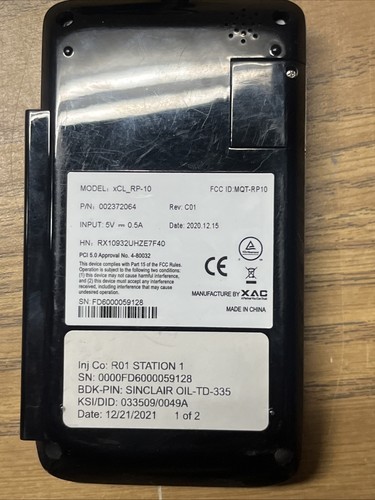 MODEL: xCL_RP-10 FCC ID:MQT-RP10
P/N: 002372064 Rev: C01
INPUT: 5V ⎓ 0.5A Date: 2020.12.15
HN: RX10932UHZE7F40
PCI 5.0 Approval No. 4-80032
This device complies with Part 15 of the FCC Rules.
Operation is subject to the following two conditions:
(1) this device may not cause harmful interference,
and (2) this device must accept any interference
received, including interference that may cause
undesired operation.
SN: FD6000059128
CE
MANUFACTURE BY XAC
MADE IN CHINA
Inj Co: R01 STATION 1
SN: 0000FD6000059128
BDK-PIN: SINCLAIR OIL-TD-335
KSI/DID: 033509/0049A
Date: 12/21/2021 1 of 2